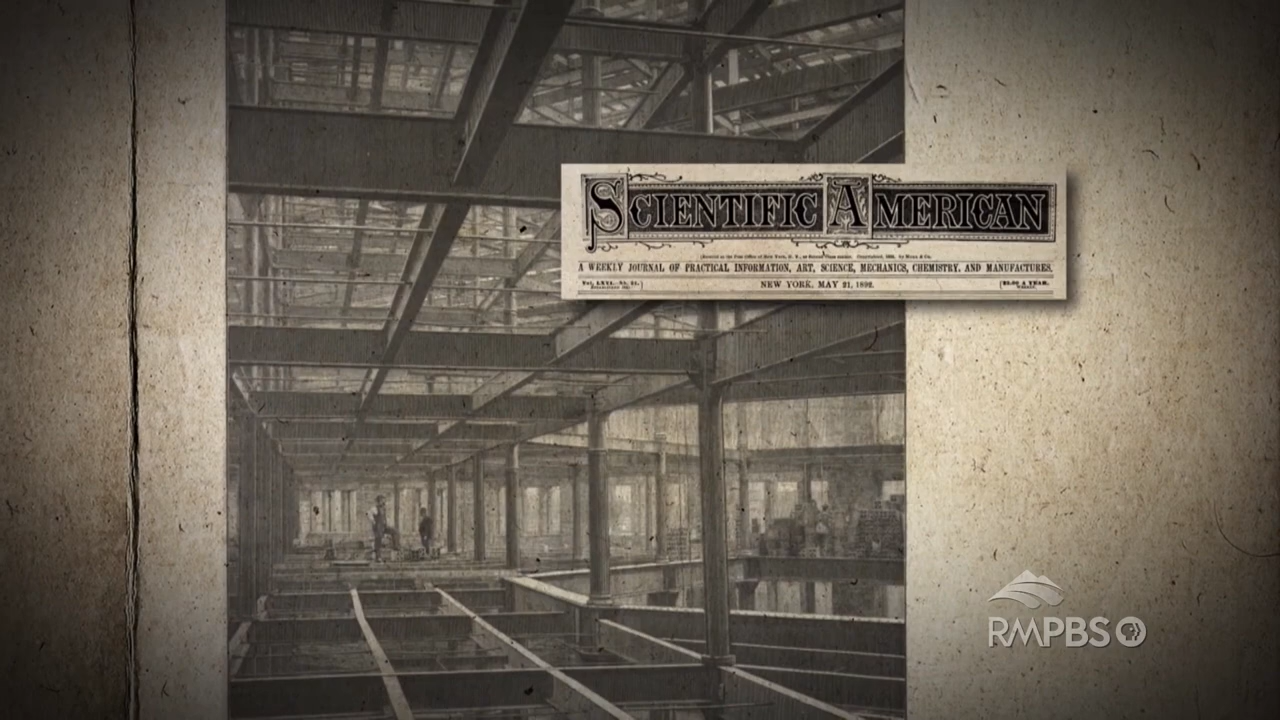 SCIENTIFIC AMERICAN
A WEEKLY JOURNAL OF PRACTICAL INFORMATION, ART, SCIENCE, MECHANICS, CHEMISTRY, AND MANUFACTURES.
NEW YORK, MAY 21, 1892.
RMPBS